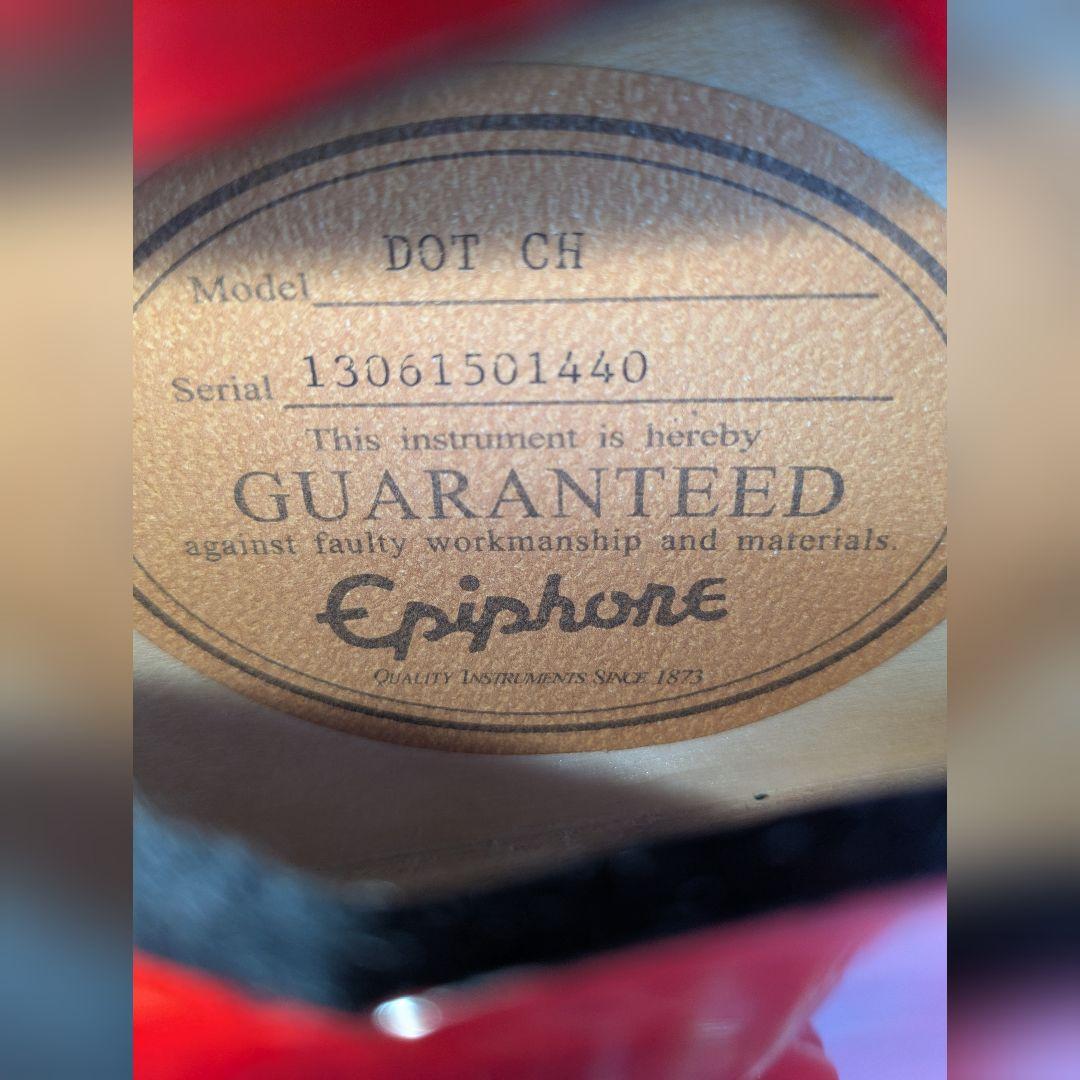 Model DOT CH
Serial 13061501440
This instrument is hereby
GUARANTEED
against faulty workmanship and materials.
Epiphone
QUALITY INSTRUMENTS SINCE 1873